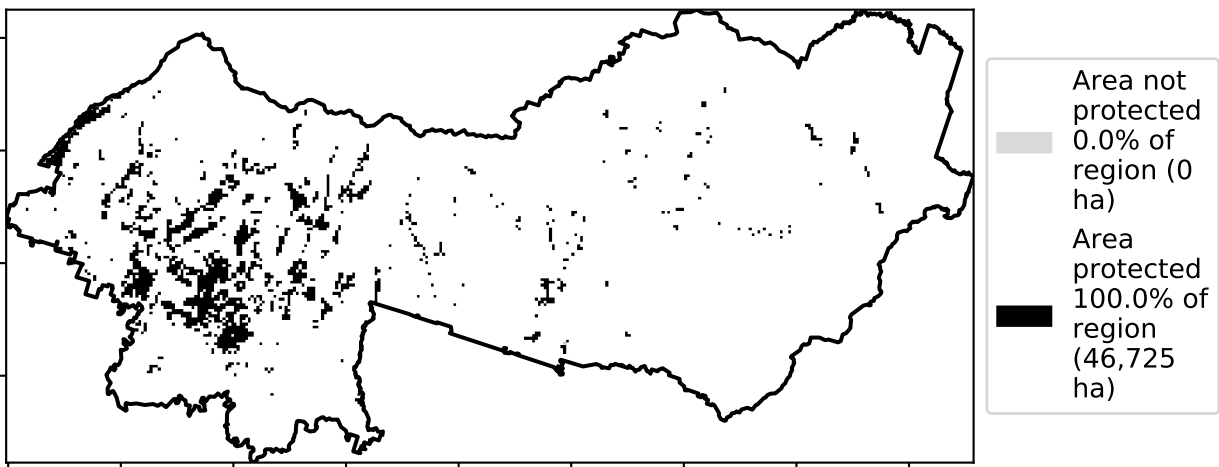 Area not
protected
0.0% of
region (0
ha)
Area
protected
100.0% of
region
(46,725
ha)